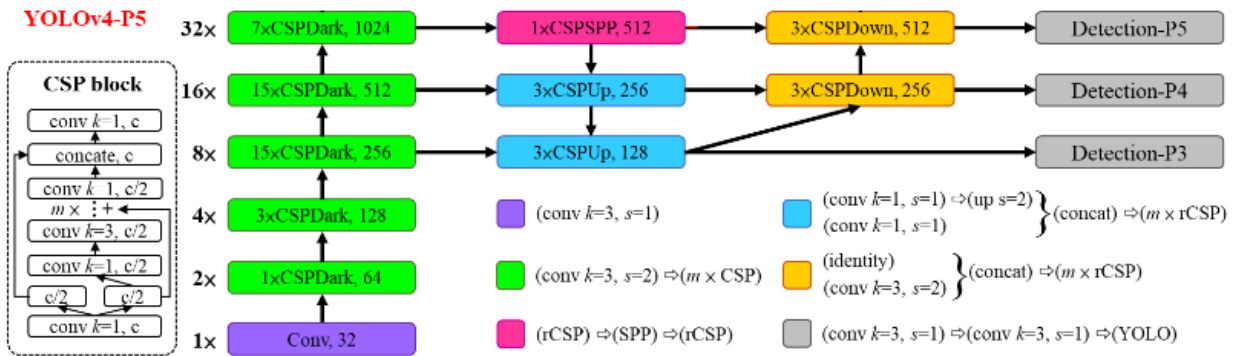 YOLOv4-P5
CSP block
conv k=1, c
concate, c
conv k=1, c/2
m × ⋮ +
conv k=3, c/2
conv k=1, c/2
c/2 c/2
conv k=1, c
32× 7×CSPDark, 1024 1×CSPSPP, 512 3×CSPDown, 512 Detection-P5
16× 15×CSPDark, 512 3×CSPUp, 256 3×CSPDown, 256 Detection-P4
8× 15×CSPDark, 256 3×CSPUp, 128 Detection-P3
4× 3×CSPDark, 128
2× 1×CSPDark, 64
1× Conv, 32
(conv k=3, s=1)
(conv k=3, s=2) ⇨(m × CSP)
(rCSP) ⇨(SPP) ⇨(rCSP)
(conv k=1, s=1) ⇨(up s=2)
(conv k=1, s=1)
}(concat) ⇨(m × rCSP)
(identity)
(conv k=3, s=2)
}(concat) ⇨(m × rCSP)
(conv k=3, s=1) ⇨(conv k=3, s=1) ⇨(YOLO)